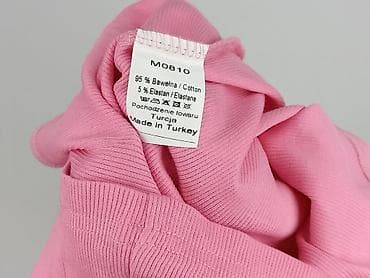 M0810
95 % Bawełna / Cotton
5 % Elastan / Elastane
Pochodzenie towaru
Turcja
Made in Turkey